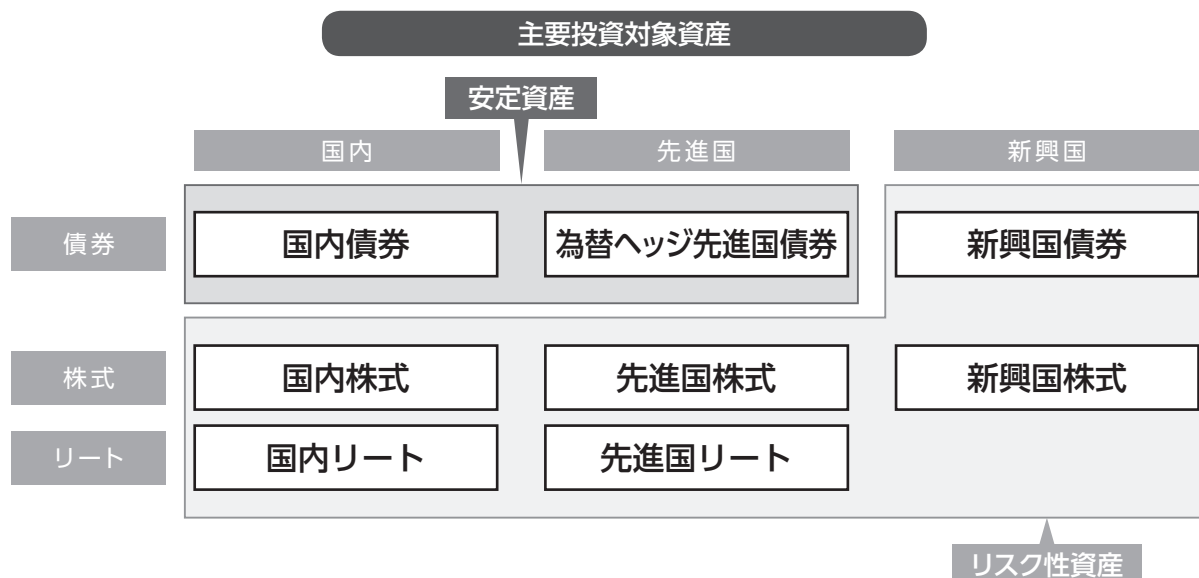 主要投資対象資産
安定資産
国内 先進国 新興国
債券 国内債券 為替ヘッジ先進国債券 新興国債券
株式 国内株式 先進国株式 新興国株式
リート 国内リート 先進国リート
リスク性資産